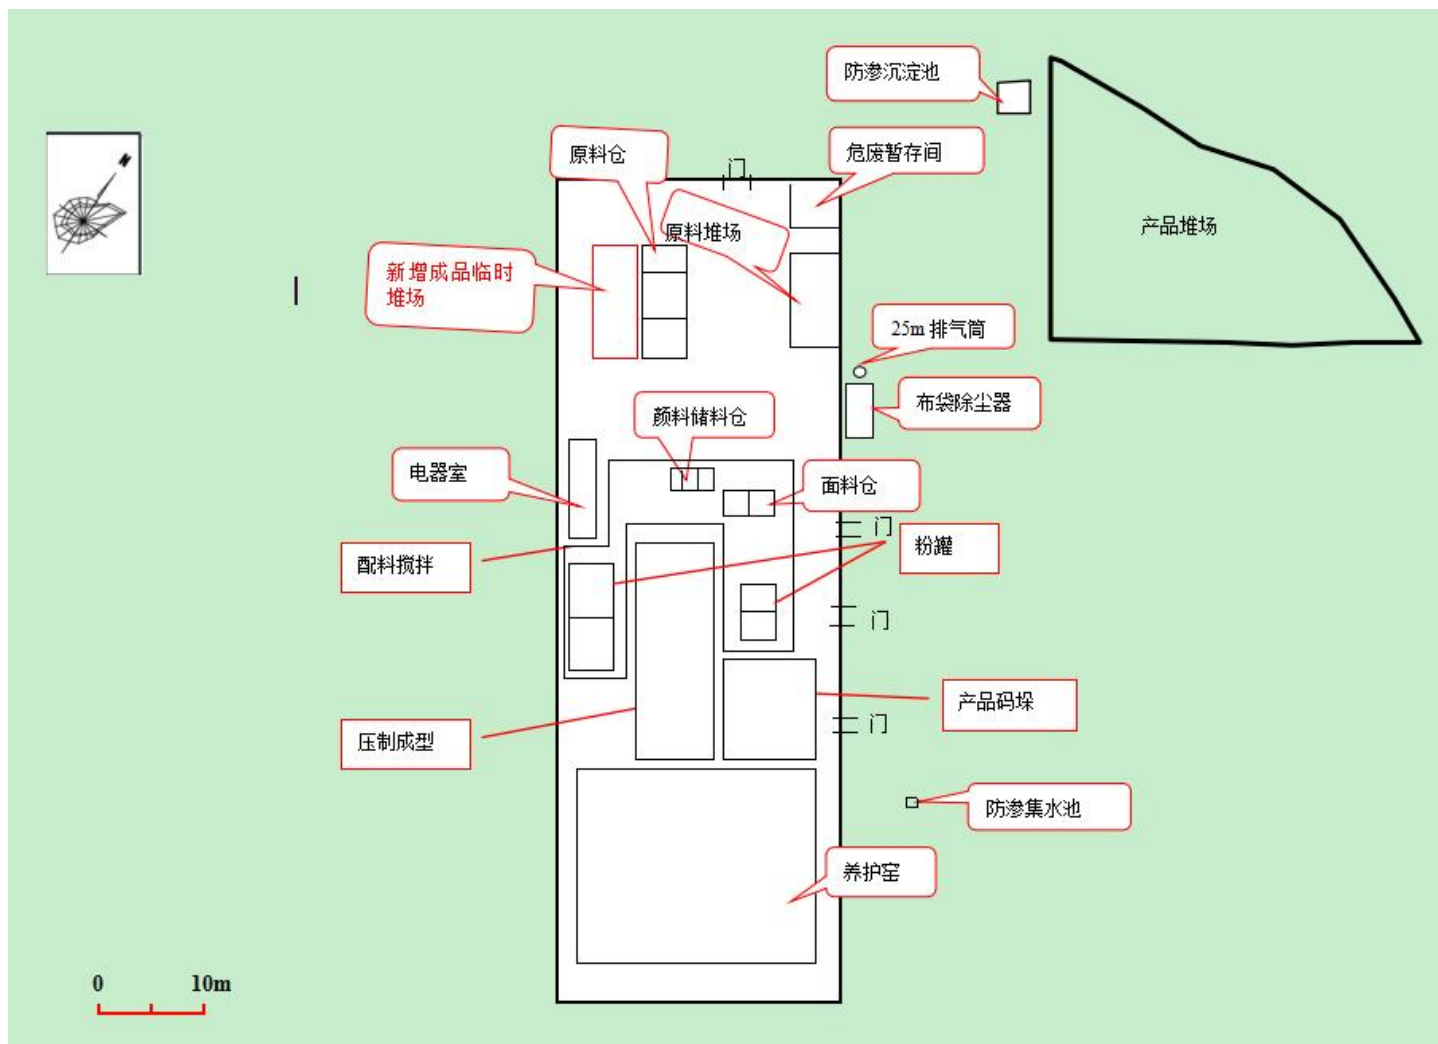 防渗沉淀池
N
原料仓
门
危废暂存间
原料堆场
产品堆场
新增成品临时
堆场
25m 排气筒
布袋除尘器
颜料储料仓
电器室
面料仓
门
粉罐
配料搅拌
门
产品码垛
门
压制成型
防渗集水池
养护窑
0
10m